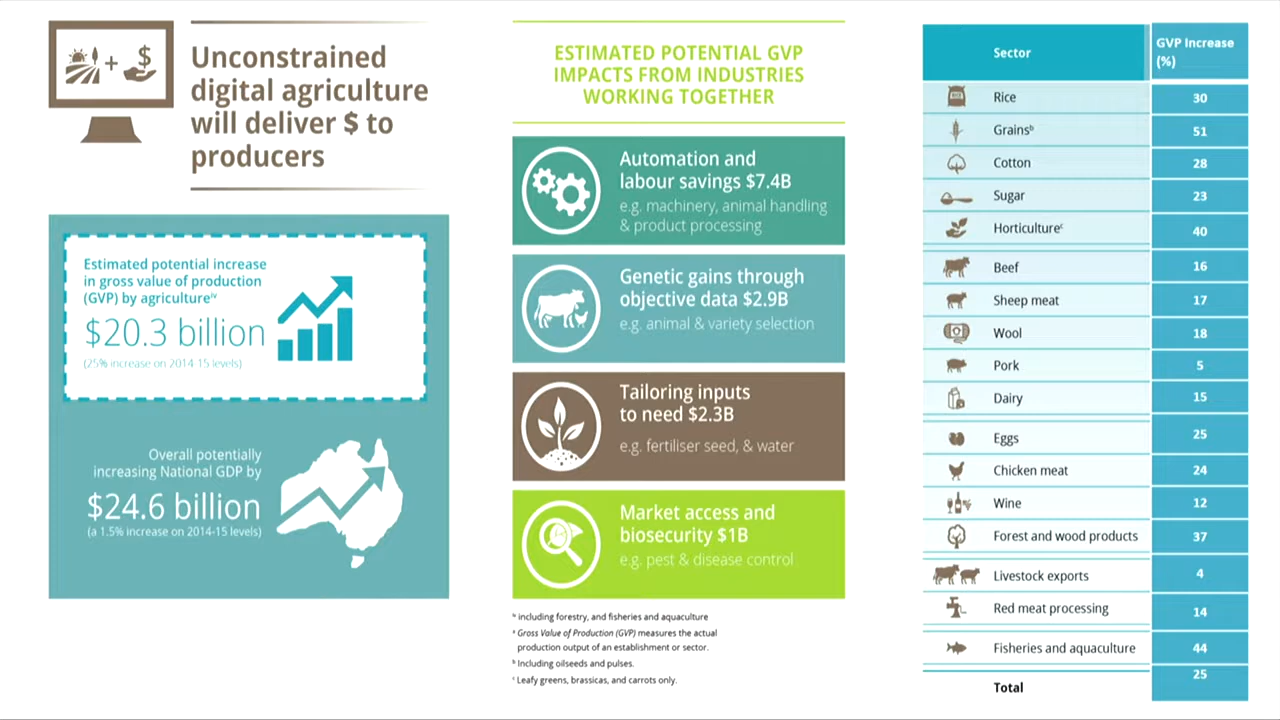 $
Unconstrained
digital agriculture
will deliver $ to
producers
Estimated potential increase
in gross value of production
(GVP) by agricultureⁱᵛ
$20.3 billion
(25% increase on 2014-15 levels)
Overall potentially
increasing National GDP by
$24.6 billion
(a 1.5% increase on 2014-15 levels)
ESTIMATED POTENTIAL GVP
IMPACTS FROM INDUSTRIES
WORKING TOGETHER
Automation and
labour savings $7.4B
e.g. machinery, animal handling
& product processing
Genetic gains through
objective data $2.9B
e.g. animal & variety selection
Tailoring inputs
to need $2.3B
e.g. fertiliser seed, & water
Market access and
biosecurity $1B
e.g. pest & disease control
including forestry, and fisheries and aquaculture
ᵃ Gross Value of Production (GVP) measures the actual
production output of an establishment or sector.
ᵇ Including oilseeds and pulses.
ᶜ Leafy greens, brassicas, and carrots only.
Sector GVP Increase
(%)
Rice 30
Grainsᵇ 51
Cotton 28
Sugar 23
Horticultureᶜ 40
Beef 16
Sheep meat 17
Wool 18
Pork 5
Dairy 15
Eggs 25
Chicken meat 24
Wine 12
Forest and wood products 37
Livestock exports 4
Red meat processing 14
Fisheries and aquaculture 44
Total 25